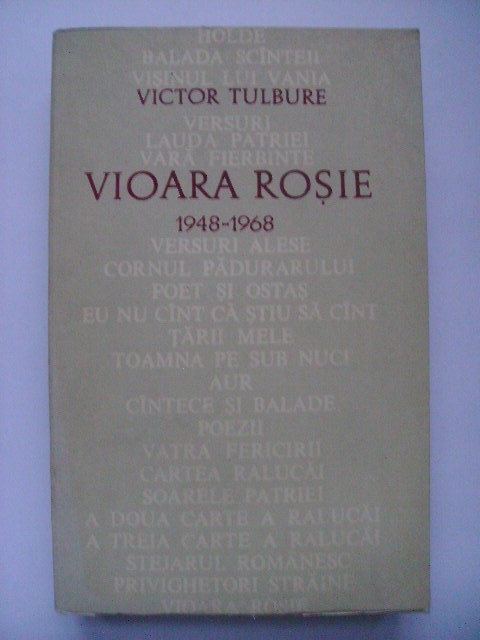 HOLDE
BALADA SCÎNTEII
VIȘINUL LUI VANIA
VICTOR TULBURE
VERSURI
LAUDA PATRIEI
VARĂ FIERBINTE
VIOARA ROȘIE
1948-1968
VERSURI ALESE
CORNUL PĂDURARULUI
POET ȘI OSTAȘ
EU NU CÎNT CĂ ȘTIU SĂ CÎNT
ȚĂRII MELE
TOAMNA PE SUB NUCI
AUR
CÎNTECE ȘI BALADE
POEZII
VATRA FERICIRII
CARTEA RALUCĂI
SOARELE PATRIEI
A DOUA CARTE A RALUCĂI
A TREIA CARTE A RALUCĂI
STEJARUL ROMÂNESC
PRIVIGHETORI STRĂINE
VIOARA ROȘIE